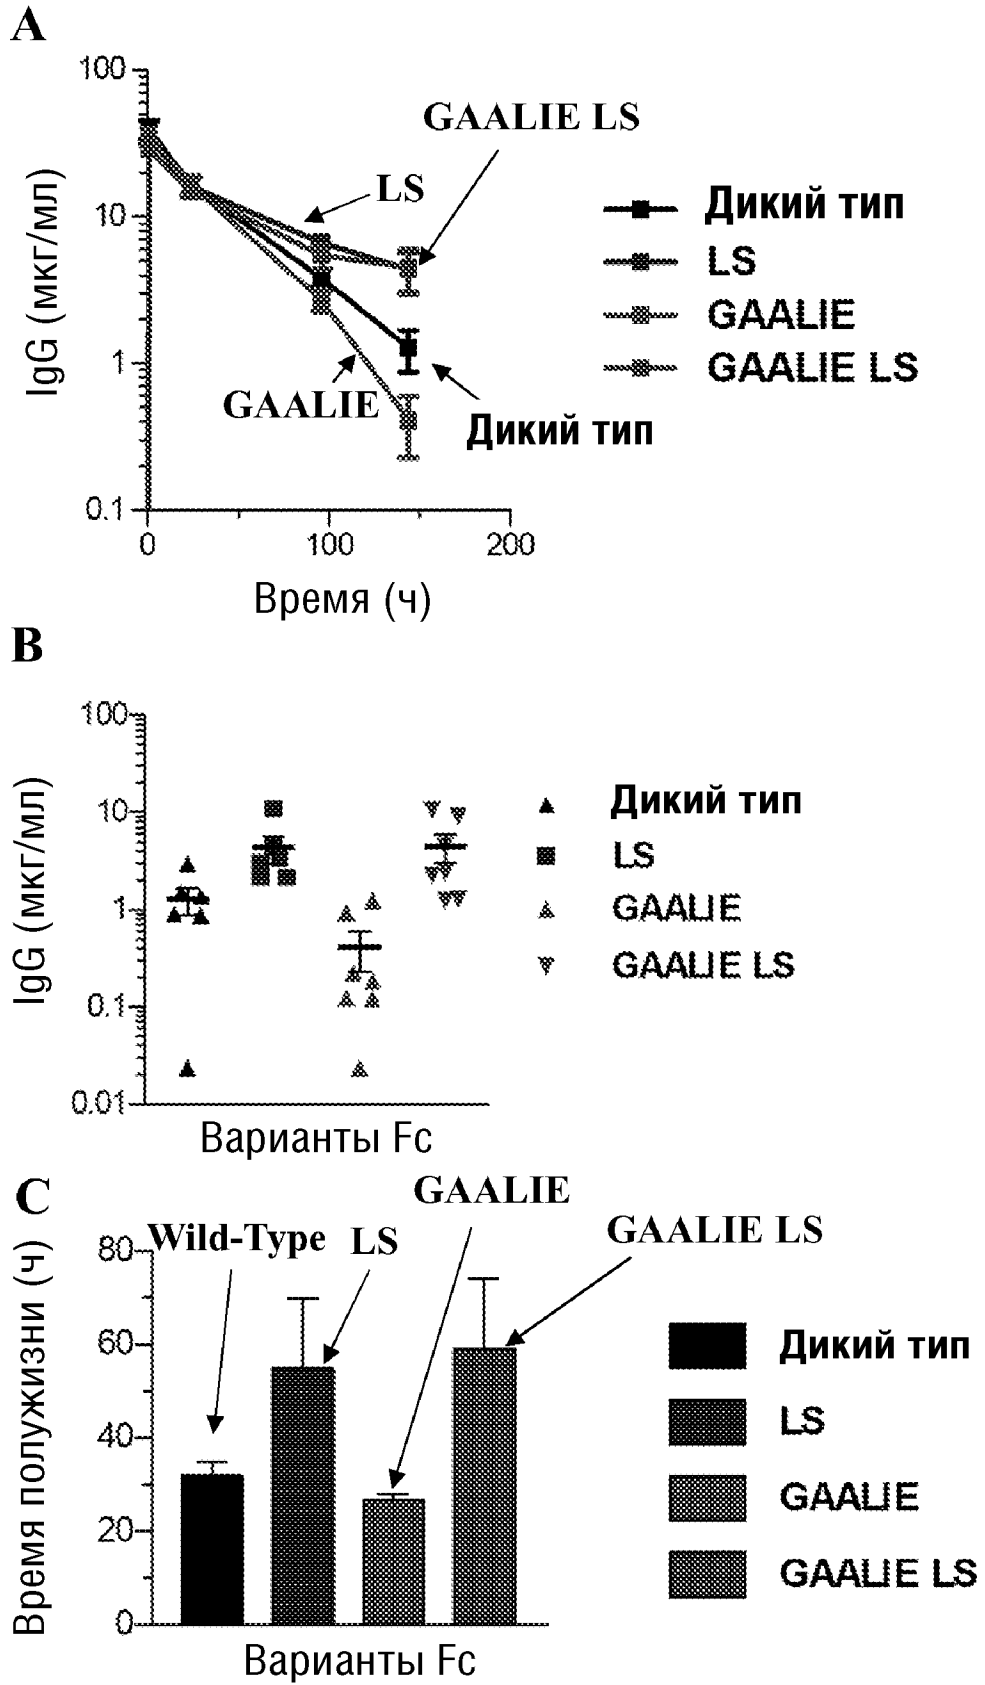 A
100
10
1
0.1
IgG (мкг/мл)
0
100
200
Время (ч)
GAALIE LS
LS
GAALIE
Дикий тип
Дикий тип
LS
GAALIE
GAALIE LS
B
100
10
1
0.1
0.01
IgG (мкг/мл)
Варианты Fc
Дикий тип
LS
GAALIE
GAALIE LS
C
GAALIE
Wild-Type
LS
GAALIE LS
80
60
40
20
0
Время полужизни (ч)
Варианты Fc
Дикий тип
LS
GAALIE
GAALIE LS